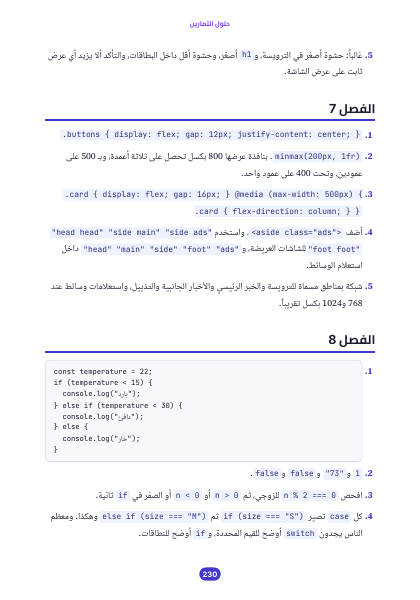 حلول التمارين
5. غالباً: حشوة أصغر في الترويسة، و h1 أصغر، وحشوة أقل داخل البطاقات، والتأكد ألا يزيد أي عرض
ثابت على عرض الشاشة.
الفصل 7
1. .buttons { display: flex; gap: 12px; justify-content: center; }
2. minmax(200px, 1fr) . بنافذة عرضها 800 بكسل تحصل على ثلاثة أعمدة، وبـ 500 على
عمودين، وتحت 400 على عمود واحد.
3. .card { display: flex; gap: 16px; } @media (max-width: 500px) {
.card { flex-direction: column; } }
4. أضف <aside class="ads"> ، واستخدم "head head" "side main" "side ads"
"foot foot" للشاشات العريضة، و "head" "main" "side" "foot" "ads" داخل
استعلام الوسائط.
5. شبكة بمناطق مسماة للترويسة والخبر الرئيسي والأخبار الجانبية والتذييل، واستعلامات وسائط عند
768 و1024 بكسل تقريباً.
الفصل 8
1.
const temperature = 22;
if (temperature < 15) {
console.log("بارد");
} else if (temperature < 30) {
console.log("دافئ");
} else {
console.log("حار");
}
2. 1 و "73" و false و false .
3. افحص n % 2 === 0 للزوجي، ثم n > 0 أو n < 0 أو الصفر في if ثانية.
4. كل case تصير if (size === "S") ثم else if (size === "M") وهكذا. ومعظم
الناس يجدون switch أوضح للقيم المحددة، و if أوضح للنطاقات.
230